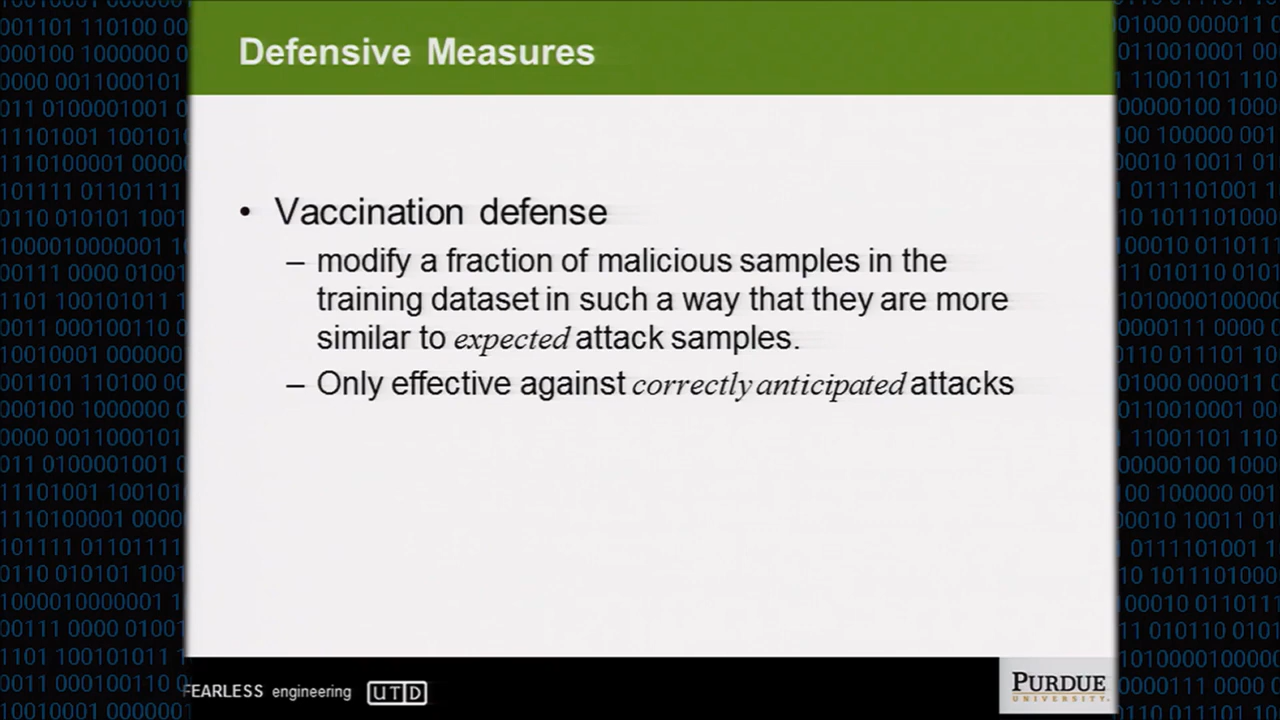 Defensive Measures
• Vaccination defense
– modify a fraction of malicious samples in the
training dataset in such a way that they are more
similar to expected attack samples.
– Only effective against correctly anticipated attacks
FEARLESS engineering UTD
PURDUE
UNIVERSITY